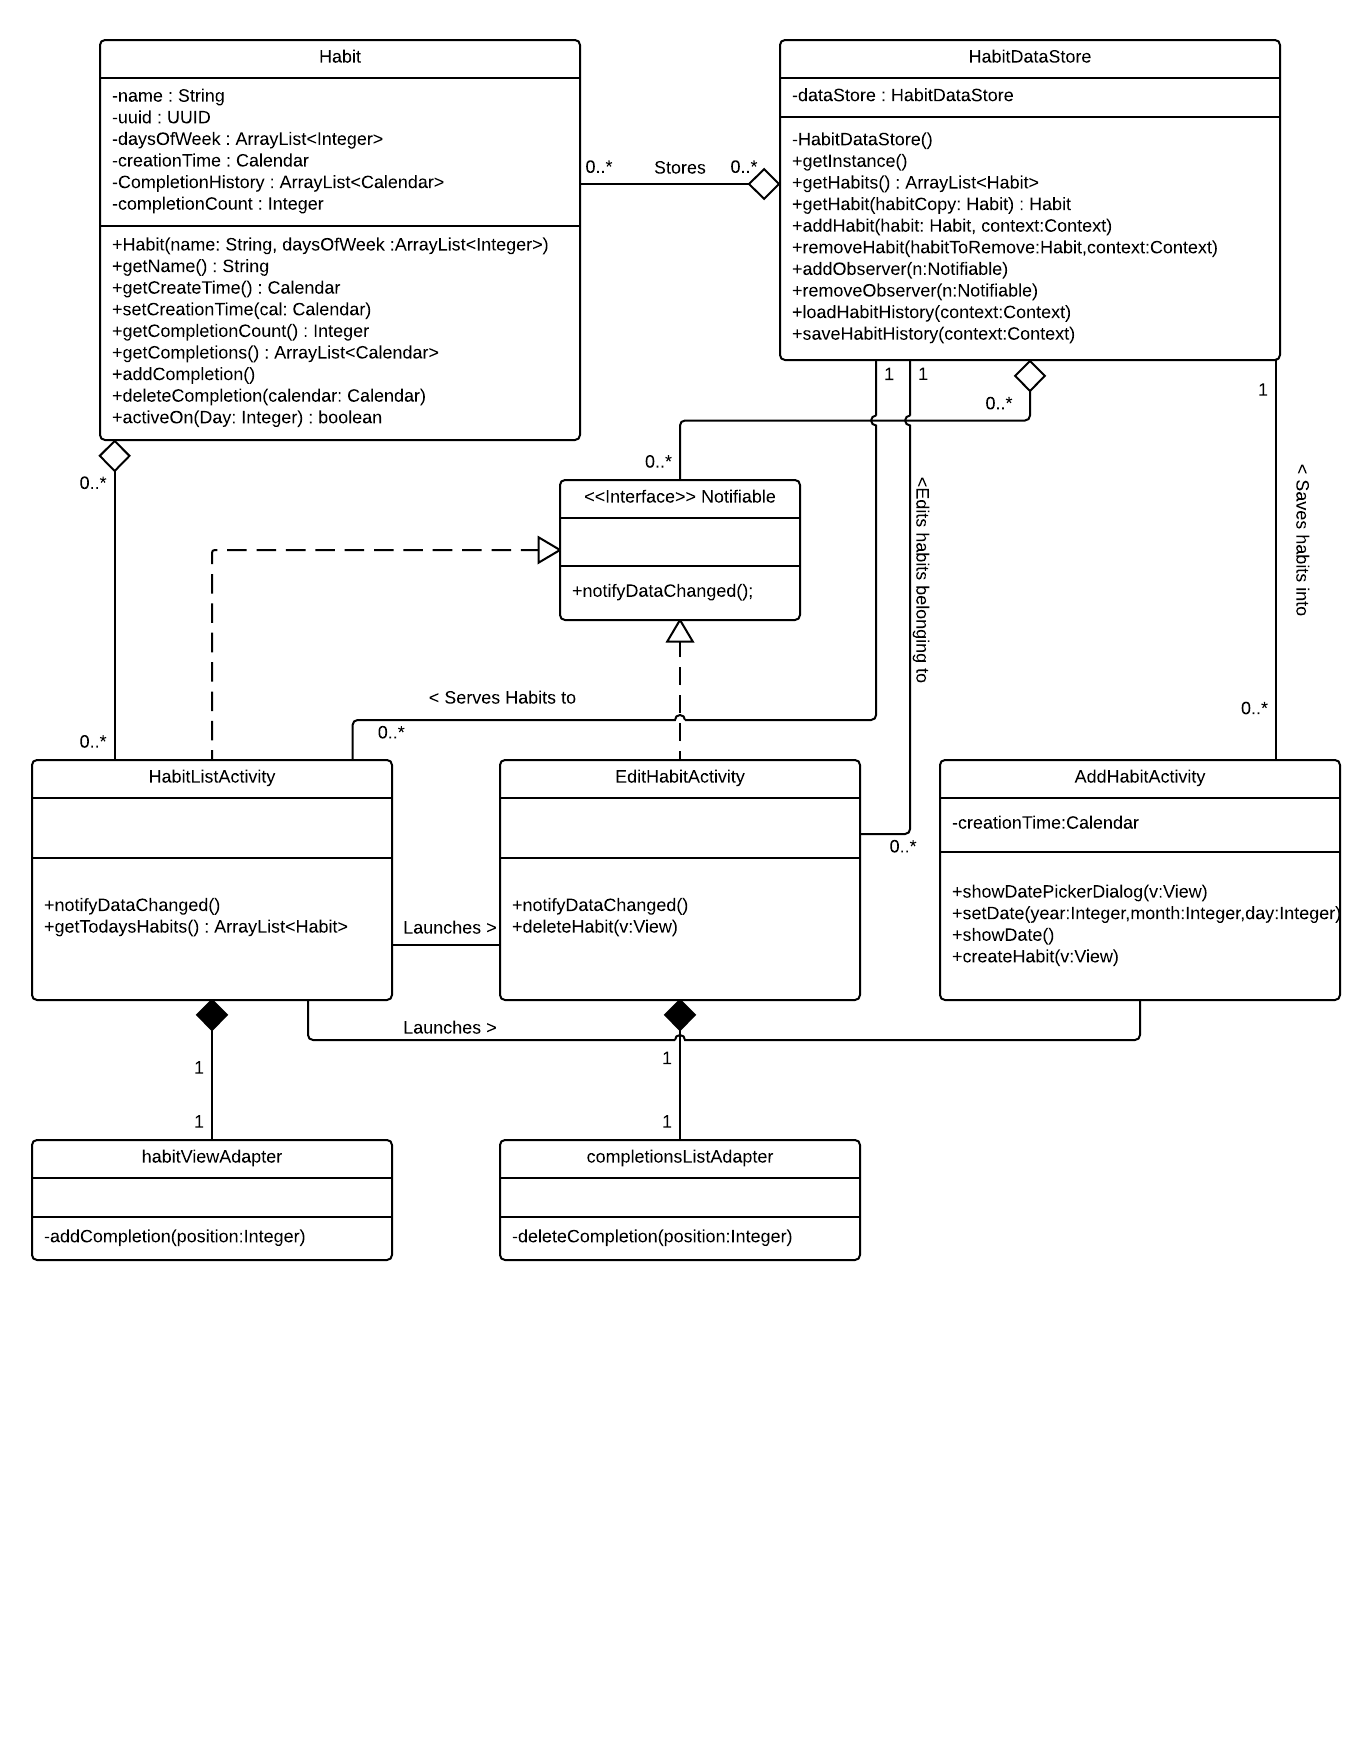 Habit
-name : String
-uuid : UUID
-daysOfWeek : ArrayList<Integer>
-creationTime : Calendar
-CompletionHistory : ArrayList<Calendar>
-completionCount : Integer
+Habit(name: String, daysOfWeek :ArrayList<Integer>)
+getName() : String
+getCreateTime() : Calendar
+setCreationTime(cal: Calendar)
+getCompletionCount() : Integer
+getCompletions() : ArrayList<Calendar>
+addCompletion()
+deleteCompletion(calendar: Calendar)
+activeOn(Day: Integer) : boolean
0..* Stores 0..*
HabitDataStore
-dataStore : HabitDataStore
-HabitDataStore()
+getInstance()
+getHabits() : ArrayList<Habit>
+getHabit(habitCopy: Habit) : Habit
+addHabit(habit: Habit, context:Context)
+removeHabit(habitToRemove:Habit,context:Context)
+addObserver(n:Notifiable)
+removeObserver(n:Notifiable)
+loadHabitHistory(context:Context)
+saveHabitHistory(context:Context)
1
1
1
0..*
0..*
0..*
<<Interface>> Notifiable
+notifyDataChanged();
<Edits habits belonging to
< Saves habits into
< Serves Habits to
0..*
0..*
0..*
0..*
HabitListActivity
+notifyDataChanged()
+getTodaysHabits() : ArrayList<Habit>
Launches >
EditHabitActivity
+notifyDataChanged()
+deleteHabit(v:View)
AddHabitActivity
-creationTime:Calendar
+showDatePickerDialog(v:View)
+setDate(year:Integer,month:Integer,day:Integer)
+showDate()
+createHabit(v:View)
Launches >
1
1
1
1
habitViewAdapter
-addCompletion(position:Integer)
completionsListAdapter
-deleteCompletion(position:Integer)